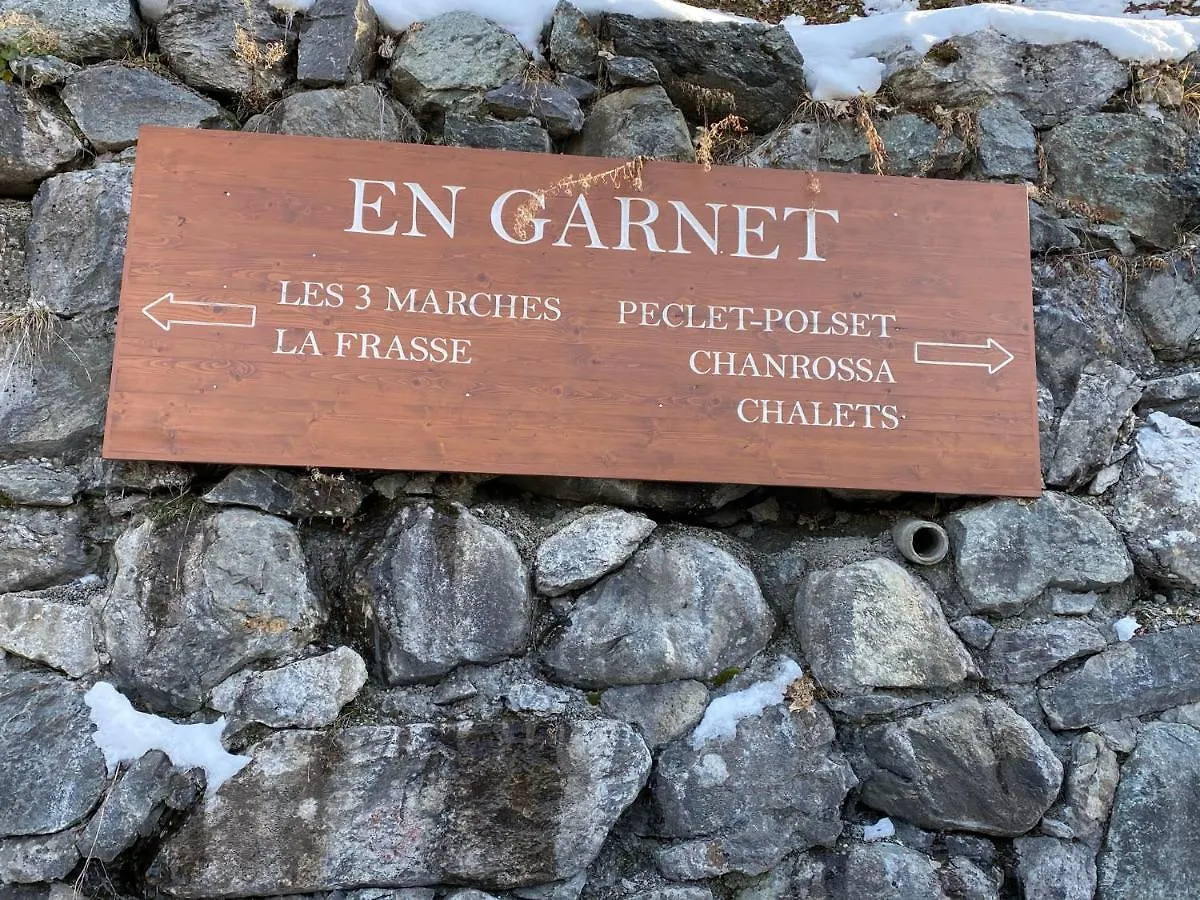 EN GARNET
LES 3 MARCHES
LA FRASSE
PECLET-POLSET
CHANROSSA
CHALETS